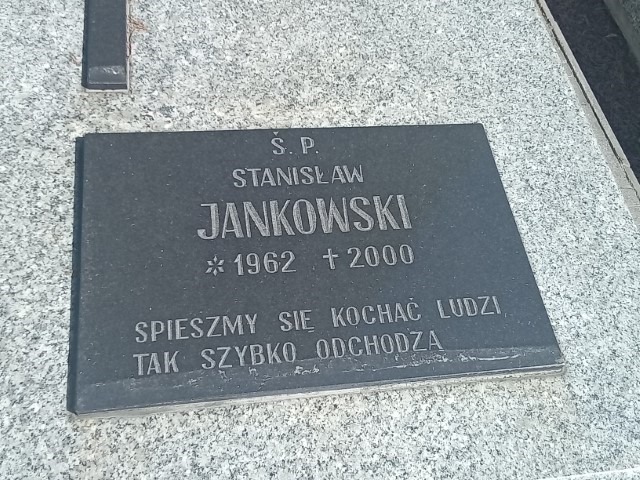 Ś. P.
STANISŁAW
JANKOWSKI
* 1962 † 2000
SPIESZMY SIĘ KOCHAĆ LUDZI
TAK SZYBKO ODCHODZĄ